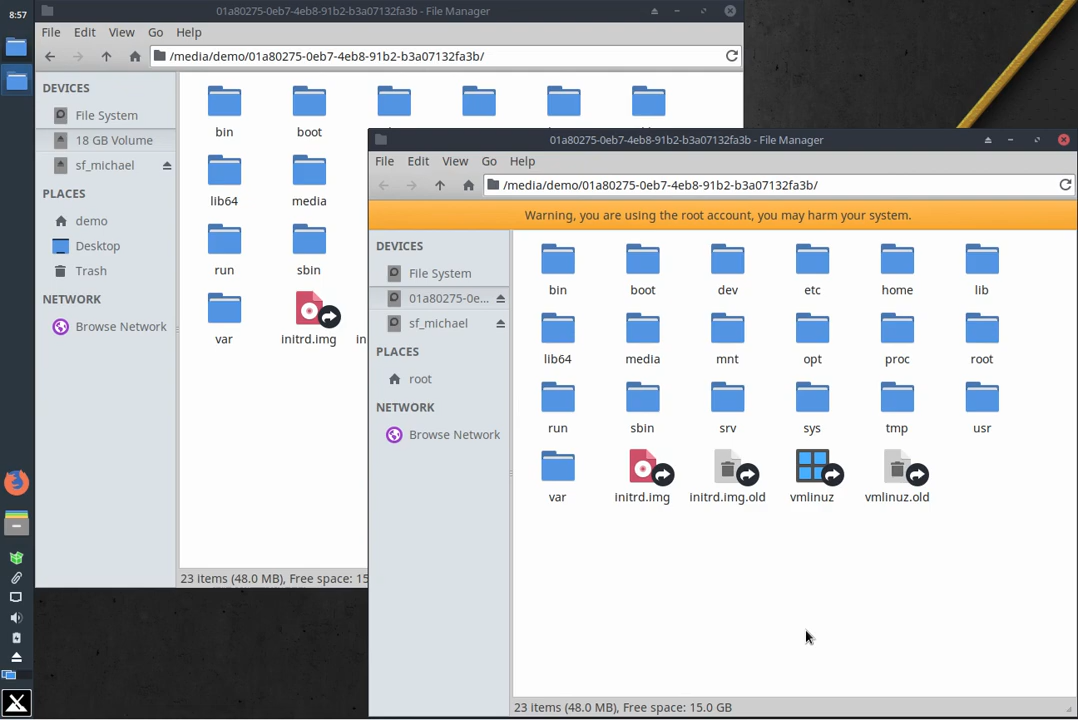 8:57
01a80275-0eb7-4eb8-91b2-b3a07132fa3b - File Manager
File Edit View Go Help
/media/demo/01a80275-0eb7-4eb8-91b2-b3a07132fa3b/
DEVICES
File System
18 GB Volume
sf_michael
PLACES
demo
Desktop
Trash
NETWORK
Browse Network
bin boot
lib64 media
run sbin
var initrd.img in
23 items (48.0 MB), Free space: 15
01a80275-0eb7-4eb8-91b2-b3a07132fa3b - File Manager
File Edit View Go Help
/media/demo/01a80275-0eb7-4eb8-91b2-b3a07132fa3b/
Warning, you are using the root account, you may harm your system.
DEVICES
File System
01a80275-0e...
sf_michael
PLACES
root
NETWORK
Browse Network
bin boot dev etc home lib
lib64 media mnt opt proc root
run sbin srv sys tmp usr
var initrd.img initrd.img.old vmlinuz vmlinuz.old
23 items (48.0 MB), Free space: 15.0 GB